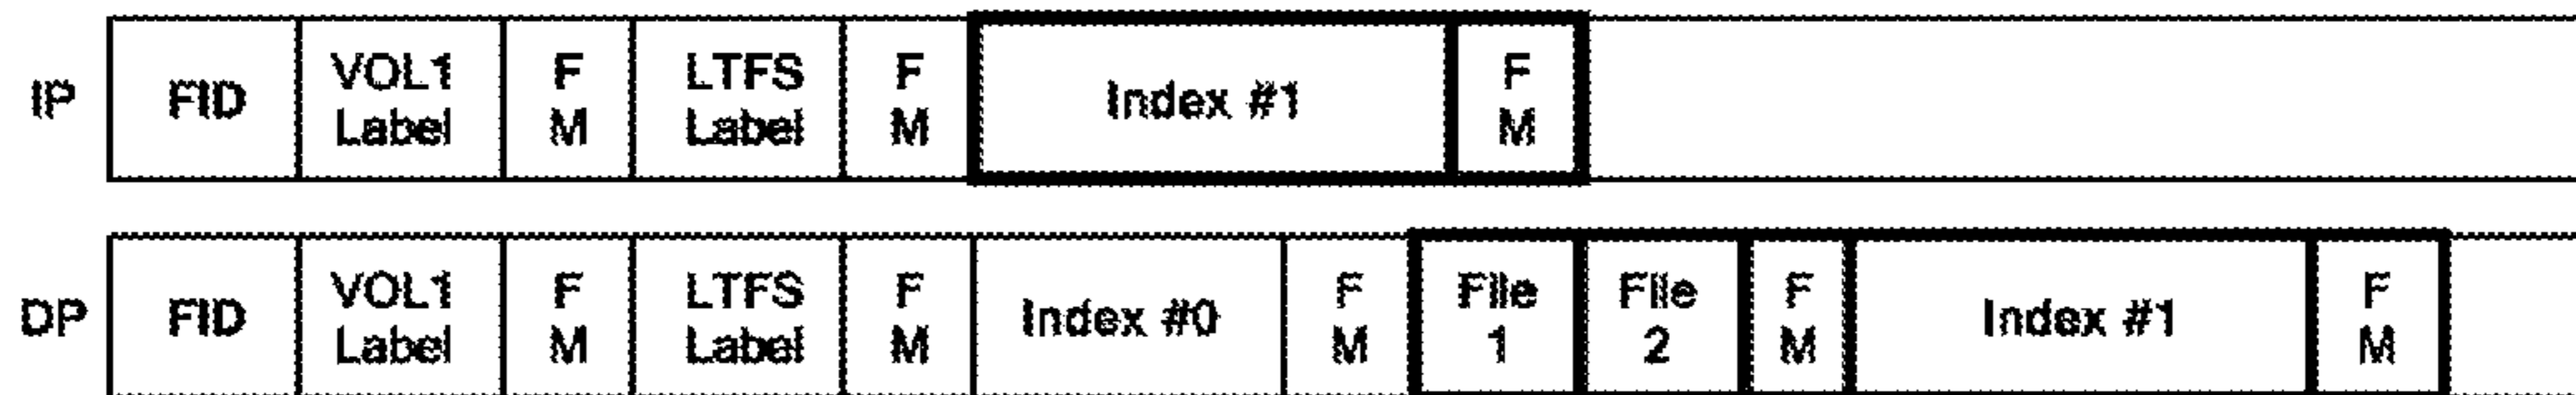 IP FID VOL1 Label F M LTFS Label F M Index #1 F M
DP FID VOL1 Label F M LTFS Label F M Index #0 F M File 1 File 2 F M Index #1 F M